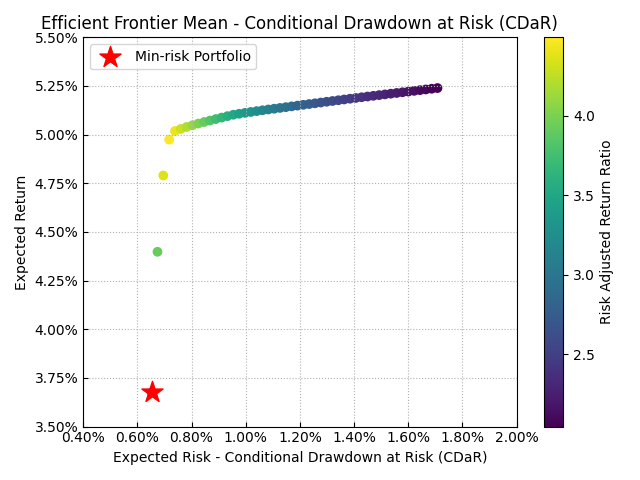 Efficient Frontier Mean - Conditional Drawdown at Risk (CDaR)
Min-risk Portfolio
5.50%
5.25%
5.00%
4.75%
4.50%
4.25%
4.00%
3.75%
3.50%
Expected Return
0.40% 0.60% 0.80% 1.00% 1.20% 1.40% 1.60% 1.80% 2.00%
Expected Risk - Conditional Drawdown at Risk (CDaR)
4.0
3.5
3.0
2.5
Risk Adjusted Return Ratio